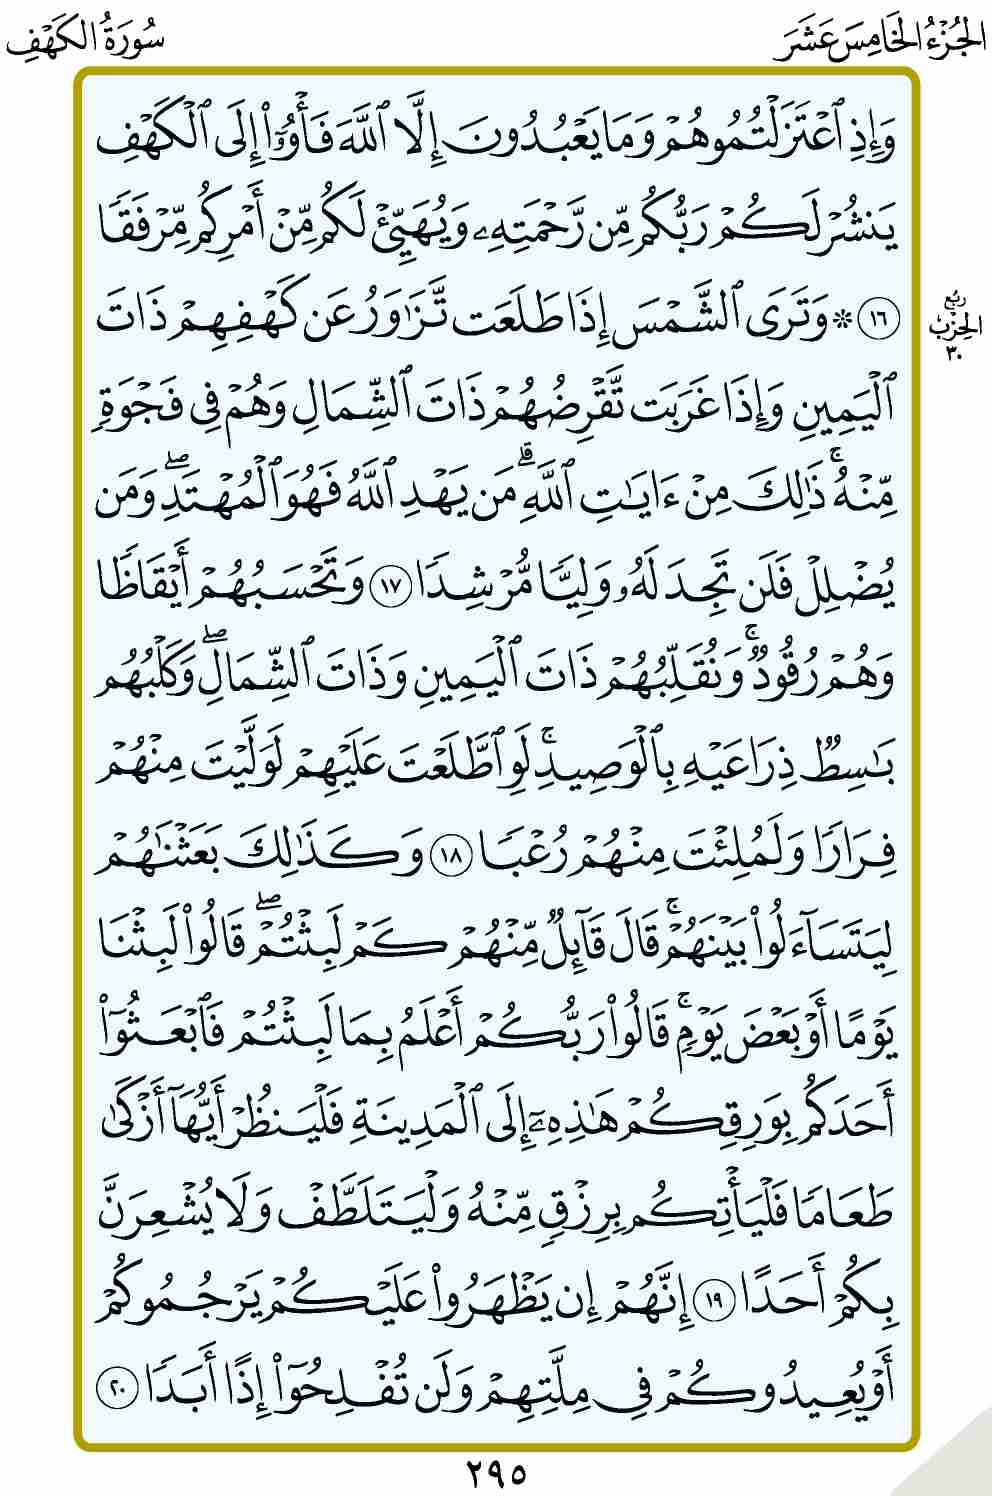 الجُزْءُ الخَامِسَ عَشَرَ
سُورَةُ الكَهْفِ
وَإِذِ ٱعْتَزَلْتُمُوهُمْ وَمَا يَعْبُدُونَ إِلَّا ٱللَّهَ فَأْوُۥٓا۟ إِلَى ٱلْكَهْفِ
يَنشُرْ لَكُمْ رَبُّكُم مِّن رَّحْمَتِهِۦ وَيُهَيِّئْ لَكُم مِّنْ أَمْرِكُم مِّرْفَقًا
١٦ ۞ وَتَرَى ٱلشَّمْسَ إِذَا طَلَعَت تَّزَٰوَرُ عَن كَهْفِهِمْ ذَاتَ
رُبُع
الحِزْب
٣٠
ٱلْيَمِينِ وَإِذَا غَرَبَت تَّقْرِضُهُمْ ذَاتَ ٱلشِّمَالِ وَهُمْ فِى فَجْوَةٍ
مِّنْهُ ۚ ذَٰلِكَ مِنْ ءَايَٰتِ ٱللَّهِ ۗ مَن يَهْدِ ٱللَّهُ فَهُوَ ٱلْمُهْتَدِ ۖ وَمَن
يُضْلِلْ فَلَن تَجِدَ لَهُۥ وَلِيًّا مُّرْشِدًا ١٧ وَتَحْسَبُهُمْ أَيْقَاظًا
وَهُمْ رُقُودٌ ۚ وَنُقَلِّبُهُمْ ذَاتَ ٱلْيَمِينِ وَذَاتَ ٱلشِّمَالِ ۖ وَكَلْبُهُم
بَٰسِطٌ ذِرَاعَيْهِ بِٱلْوَصِيدِ ۚ لَوِ ٱطَّلَعْتَ عَلَيْهِمْ لَوَلَّيْتَ مِنْهُمْ
فِرَارًا وَلَمُلِئْتَ مِنْهُمْ رُعْبًا ١٨ وَكَذَٰلِكَ بَعَثْنَٰهُمْ
لِيَتَسَآءَلُوا۟ بَيْنَهُمْ ۚ قَالَ قَآئِلٌ مِّنْهُمْ كَمْ لَبِثْتُمْ ۖ قَالُوا۟ لَبِثْنَا
يَوْمًا أَوْ بَعْضَ يَوْمٍ ۚ قَالُوا۟ رَبُّكُمْ أَعْلَمُ بِمَا لَبِثْتُمْ فَٱبْعَثُوٓا۟
أَحَدَكُم بِوَرِقِكُمْ هَٰذِهِۦٓ إِلَى ٱلْمَدِينَةِ فَلْيَنظُرْ أَيُّهَآ أَزْكَىٰ
طَعَامًا فَلْيَأْتِكُم بِرِزْقٍ مِّنْهُ وَلْيَتَلَطَّفْ وَلَا يُشْعِرَنَّ
بِكُمْ أَحَدًا ١٩ إِنَّهُمْ إِن يَظْهَرُوا۟ عَلَيْكُمْ يَرْجُمُوكُمْ
أَوْ يُعِيدُوكُمْ فِى مِلَّتِهِمْ وَلَن تُفْلِحُوٓا۟ إِذًا أَبَدًا ٢٠
٢٩٥